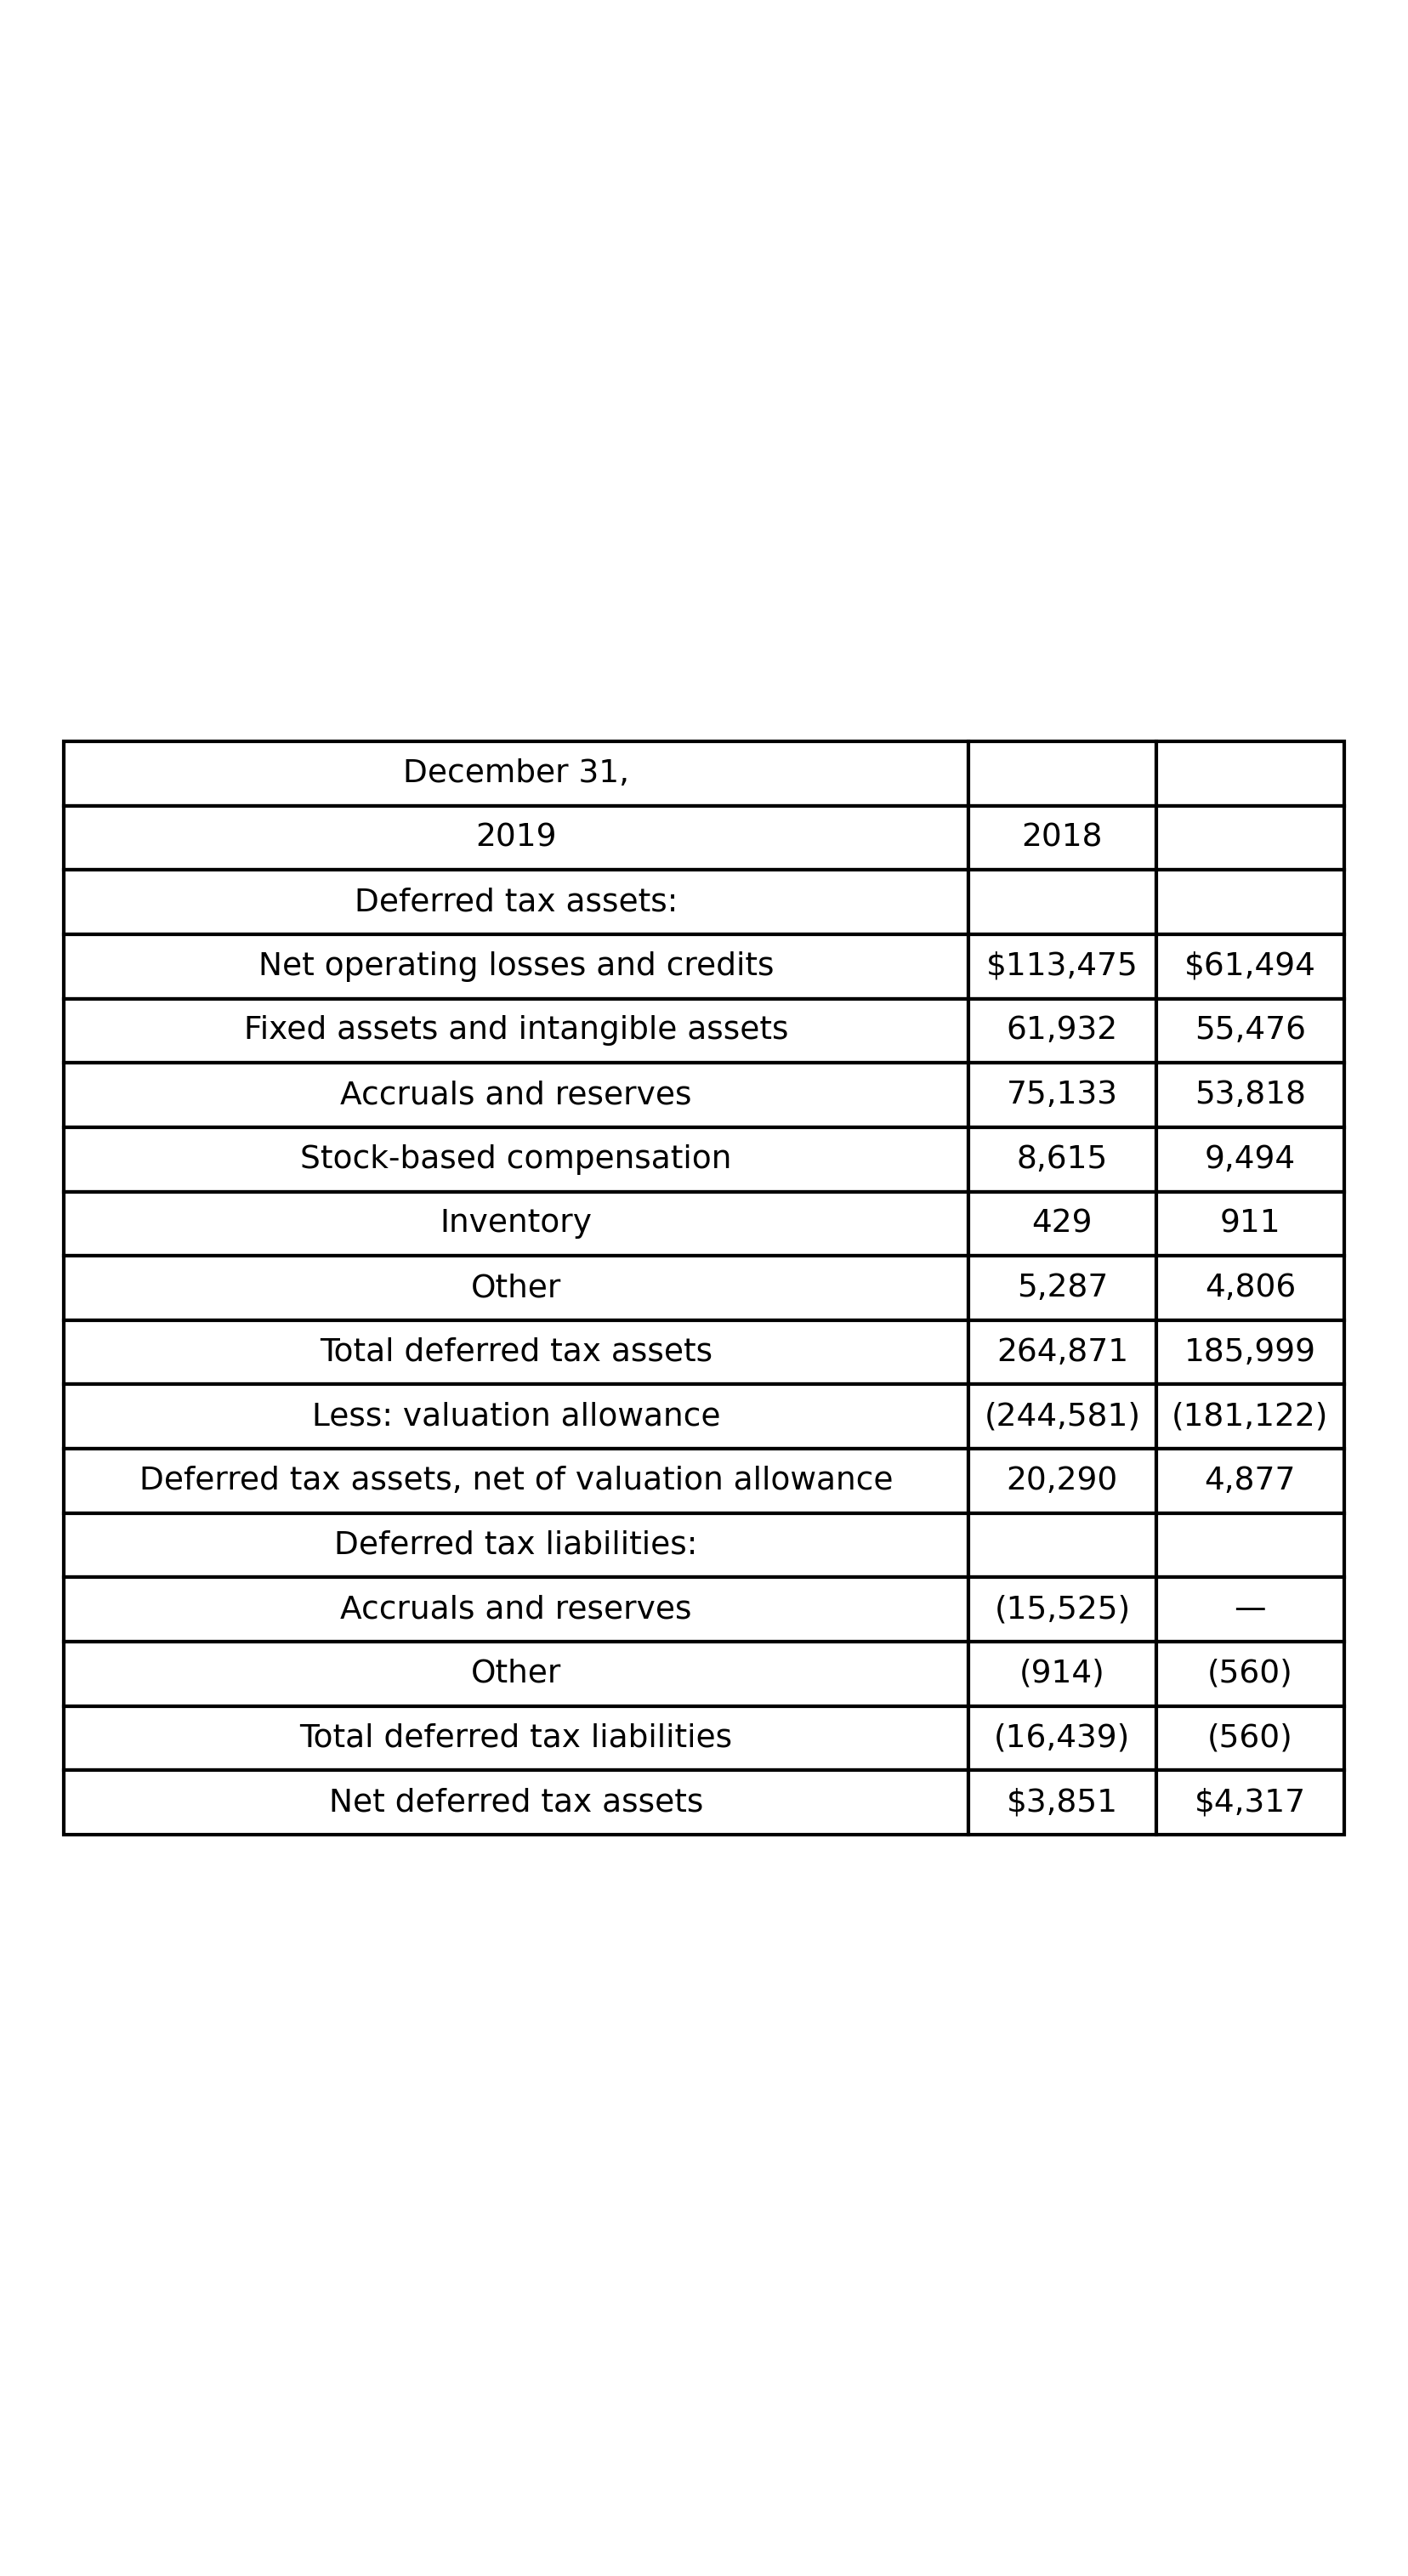 December 31,
2019 2018
Deferred tax assets:
Net operating losses and credits $113,475 $61,494
Fixed assets and intangible assets 61,932 55,476
Accruals and reserves 75,133 53,818
Stock-based compensation 8,615 9,494
Inventory 429 911
Other 5,287 4,806
Total deferred tax assets 264,871 185,999
Less: valuation allowance (244,581) (181,122)
Deferred tax assets, net of valuation allowance 20,290 4,877
Deferred tax liabilities:
Accruals and reserves (15,525) —
Other (914) (560)
Total deferred tax liabilities (16,439) (560)
Net deferred tax assets $3,851 $4,317